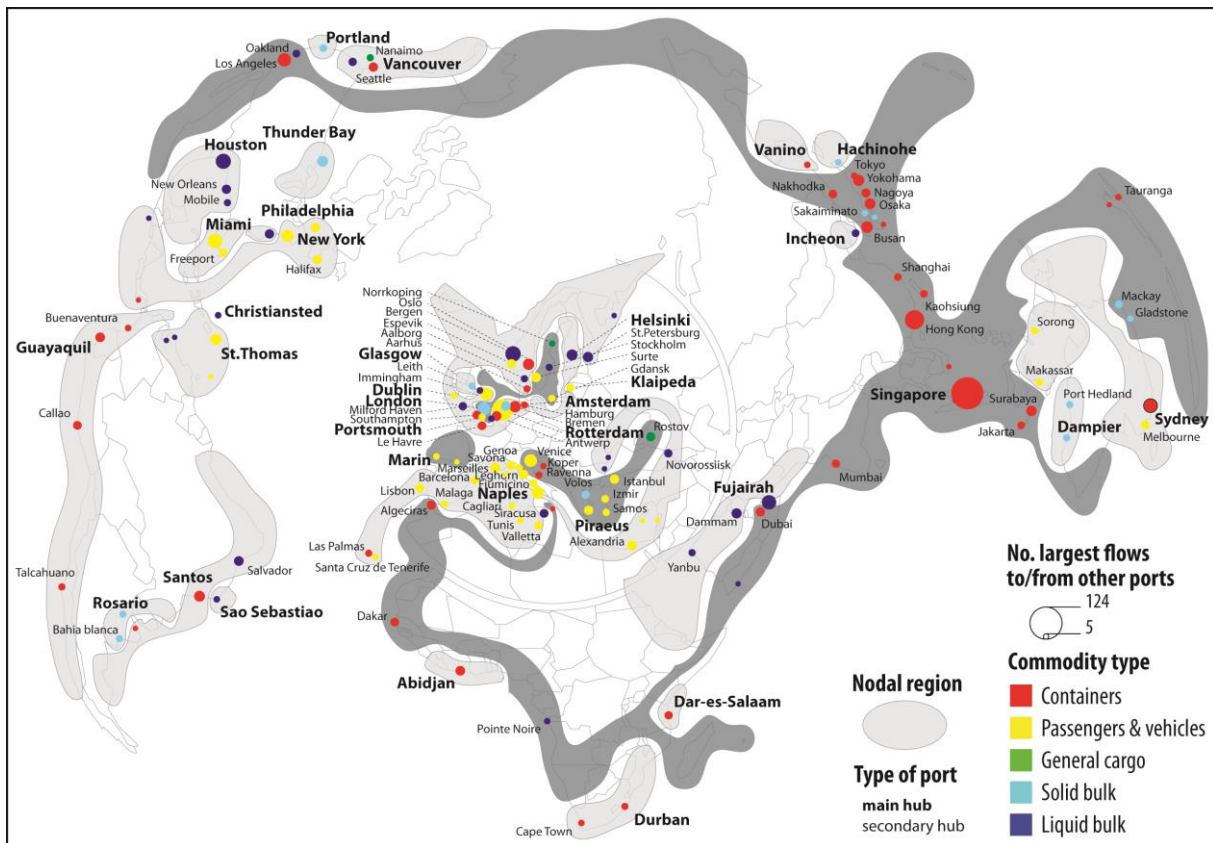 Oakland
Los Angeles
Portland
Nanaimo
Vancouver
Seattle
Houston
Thunder Bay
New Orleans
Mobile
Philadelphia
Miami
New York
Freeport
Halifax
Christiansted
Buenaventura
Guayaquil
St.Thomas
Callao
Talcahuano
Salvador
Santos
Rosario
Sao Sebastiao
Bahia blanca
Norrkoping
Oslo
Bergen
Espevik
Aalborg
Aarhus
Glasgow
Leith
Immingham
Dublin
London
Milford Haven
Southampton
Portsmouth
Le Havre
Helsinki
St.Petersburg
Stockholm
Surte
Gdansk
Klaipeda
Amsterdam
Hamburg
Bremen
Rotterdam
Antwerp
Rostov
Novorossiisk
Genoa
Venice
Marin
Savona
Koper
Marseilles
Ravenna
Barcelona
Leghorn
Volos
Lisbon
Malaga
Fiumicino
Istanbul
Naples
Izmir
Algeciras
Cagliari
Siracusa
Samos
Tunis
Piraeus
Valletta
Alexandria
Las Palmas
Santa Cruz de Tenerife
Dakar
Abidjan
Pointe Noire
Dar-es-Salaam
Durban
Cape Town
Fujairah
Dammam
Dubai
Yanbu
Mumbai
Vanino
Hachinohe
Tokyo
Yokohama
Nakhodka
Nagoya
Osaka
Sakaiminato
Incheon
Busan
Shanghai
Kaohsiung
Hong Kong
Singapore
Surabaya
Jakarta
Tauranga
Mackay
Gladstone
Sorong
Makassar
Port Hedland
Sydney
Dampier
Melbourne
No. largest flows
to/from other ports
124
5
Commodity type
Containers
Passengers & vehicles
General cargo
Solid bulk
Liquid bulk
Nodal region
Type of port
main hub
secondary hub